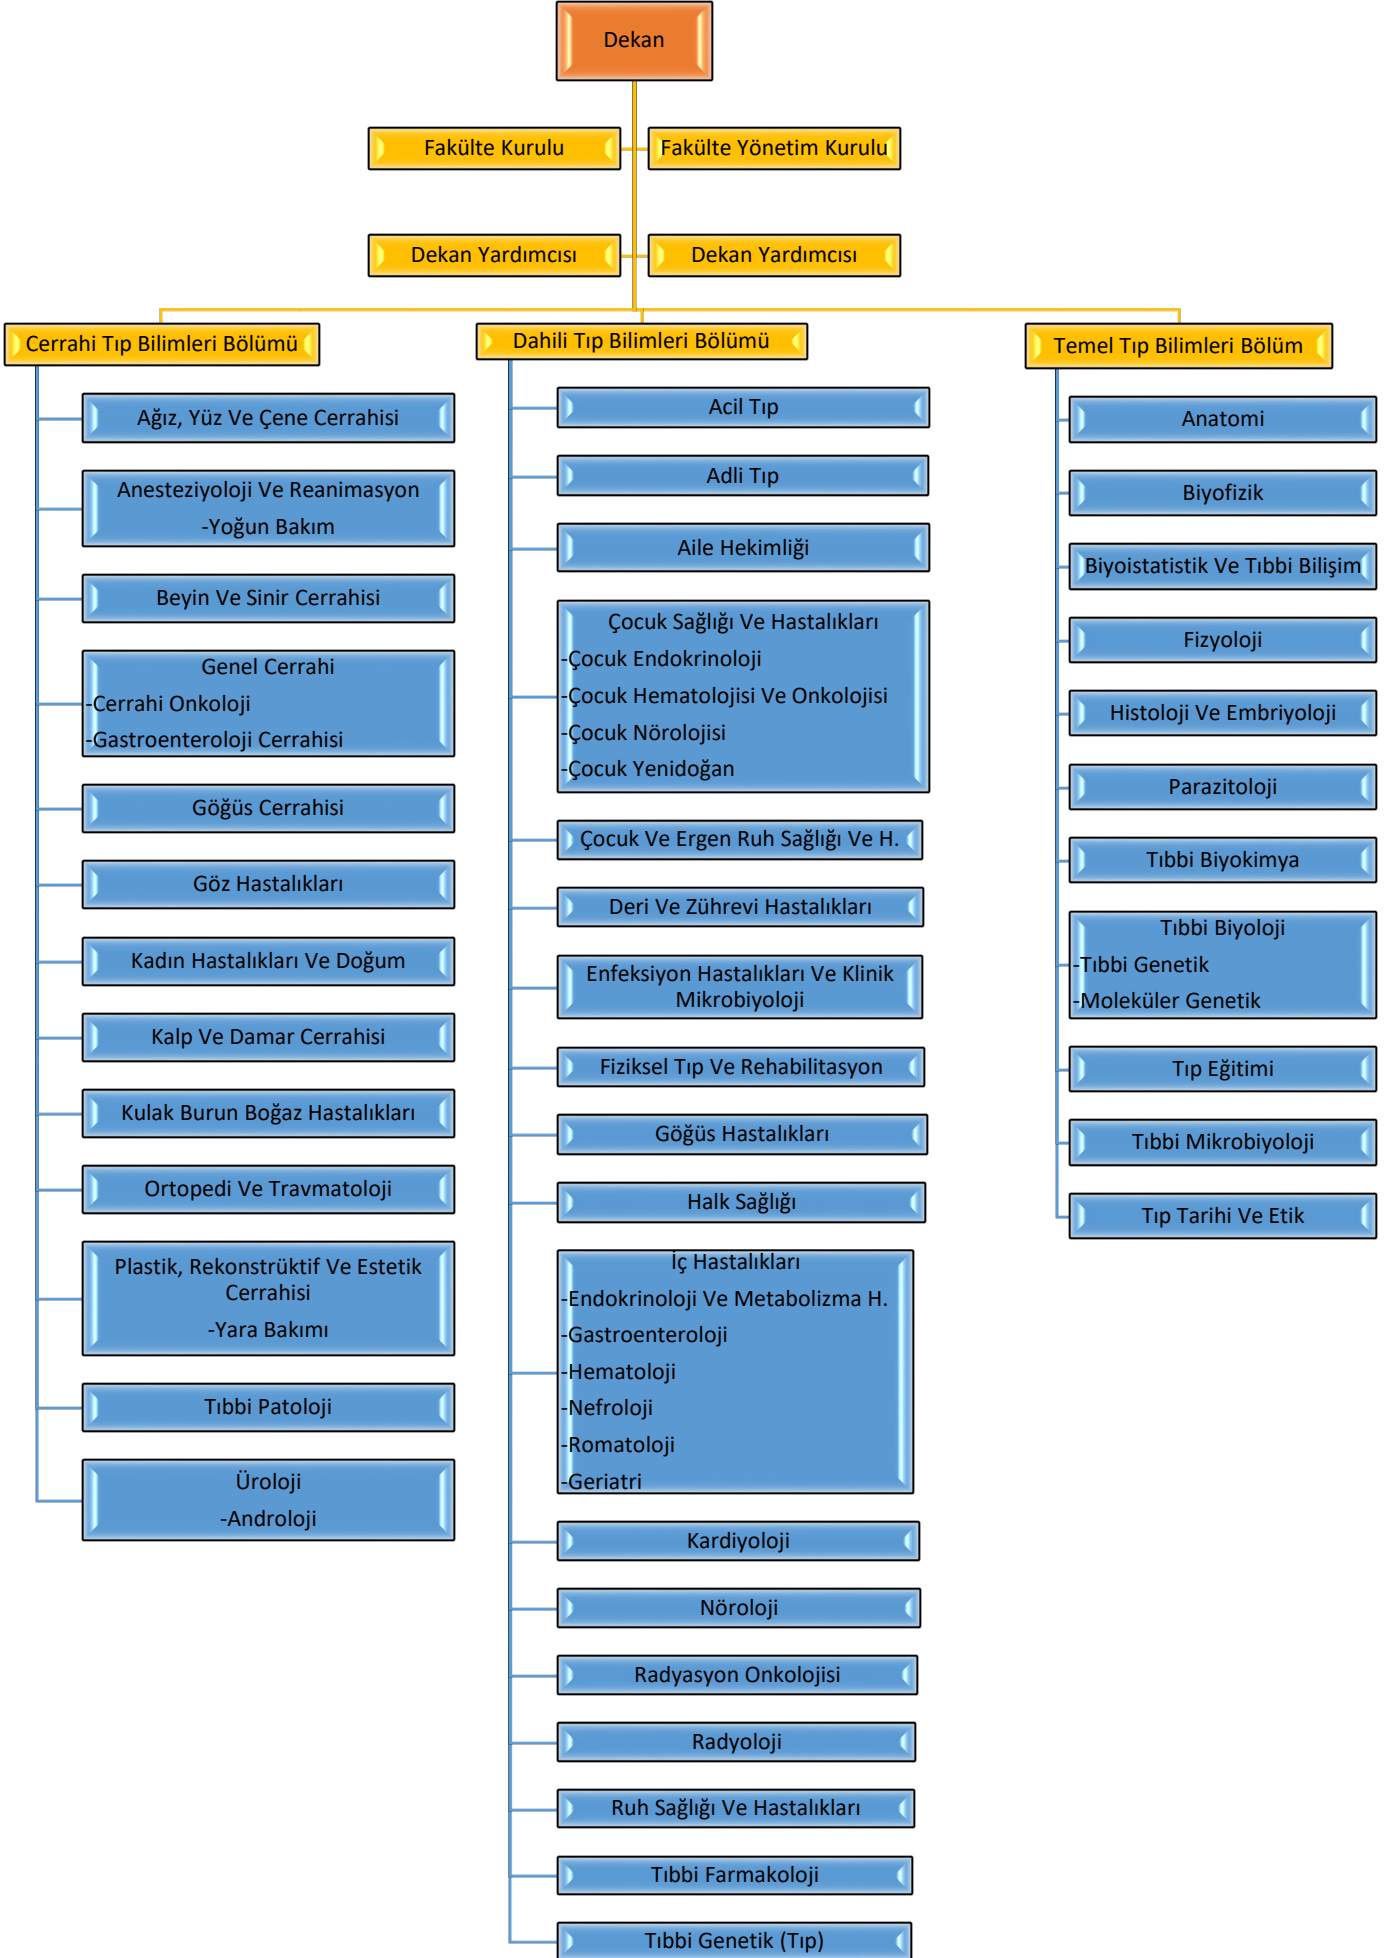 Dekan
Fakülte Kurulu
Fakülte Yönetim Kurulu
Dekan Yardımcısı
Dekan Yardımcısı
Cerrahi Tıp Bilimleri Bölümü
Ağız, Yüz Ve Çene Cerrahisi
Anesteziyoloji Ve Reanimasyon
-Yoğun Bakım
Beyin Ve Sinir Cerrahisi
Genel Cerrahi
-Cerrahi Onkoloji
-Gastroenteroloji Cerrahisi
Göğüs Cerrahisi
Göz Hastalıkları
Kadın Hastalıkları Ve Doğum
Kalp Ve Damar Cerrahisi
Kulak Burun Boğaz Hastalıkları
Ortopedi Ve Travmatoloji
Plastik, Rekonstrüktif Ve Estetik
Cerrahisi
-Yara Bakımı
Tıbbi Patoloji
Üroloji
-Androloji
Dahili Tıp Bilimleri Bölümü
Acil Tıp
Adli Tıp
Aile Hekimliği
Çocuk Sağlığı Ve Hastalıkları
-Çocuk Endokrinoloji
-Çocuk Hematolojisi Ve Onkolojisi
-Çocuk Nörolojisi
-Çocuk Yenidoğan
Çocuk Ve Ergen Ruh Sağlığı Ve H.
Deri Ve Zührevi Hastalıkları
Enfeksiyon Hastalıkları Ve Klinik
Mikrobiyoloji
Fiziksel Tıp Ve Rehabilitasyon
Göğüs Hastalıkları
Halk Sağlığı
İç Hastalıkları
-Endokrinoloji Ve Metabolizma H.
-Gastroenteroloji
-Hematoloji
-Nefroloji
-Romatoloji
-Geriatri
Kardiyoloji
Nöroloji
Radyasyon Onkolojisi
Radyoloji
Ruh Sağlığı Ve Hastalıkları
Tıbbi Farmakoloji
Tıbbi Genetik (Tıp)
Temel Tıp Bilimleri Bölüm
Anatomi
Biyofizik
Biyoistatistik Ve Tıbbi Bilişim
Fizyoloji
Histoloji Ve Embriyoloji
Parazitoloji
Tıbbi Biyokimya
Tıbbi Biyoloji
-Tıbbi Genetik
-Moleküler Genetik
Tıp Eğitimi
Tıbbi Mikrobiyoloji
Tıp Tarihi Ve Etik